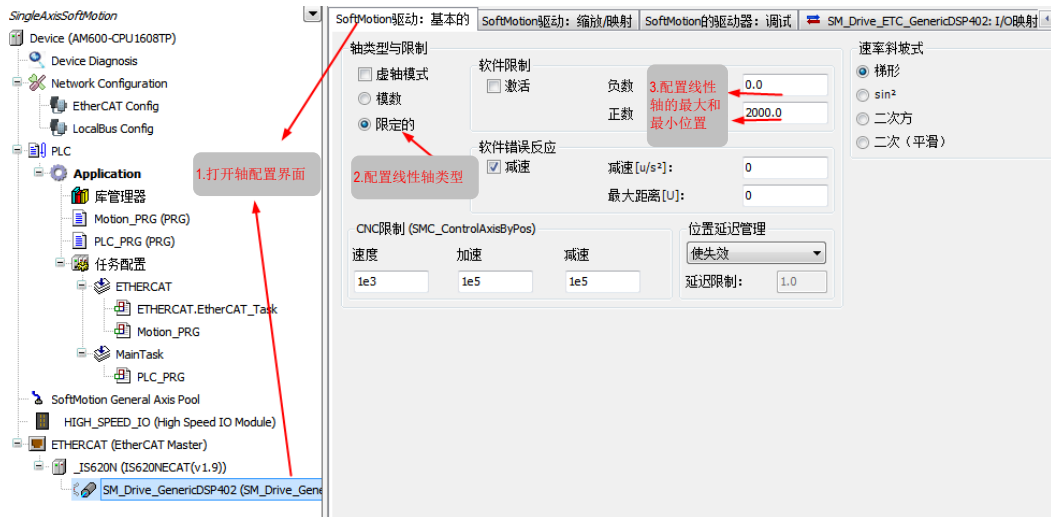 SingleAxisSoftMotion
Device (AM600-CPU1608TP)
Device Diagnosis
Network Configuration
EtherCAT Config
LocalBus Config
PLC
Application
库管理器
Motion_PRG (PRG)
PLC_PRG (PRG)
任务配置
ETHERCAT
ETHERCAT.EtherCAT_Task
Motion_PRG
MainTask
PLC_PRG
SoftMotion General Axis Pool
HIGH_SPEED_IO (High Speed IO Module)
ETHERCAT (EtherCAT Master)
_IS620N (IS620NECAT(v1.9))
SM_Drive_GenericDSP402 (SM_Drive_Gene
1.打开轴配置界面
SoftMotion驱动：基本的 SoftMotion驱动：缩放/映射 SoftMotion的驱动器：调试 SM_Drive_ETC_GenericDSP402: I/O映射
轴类型与限制
虚轴模式
模数
限定的
2.配置线性轴类型
软件限制
激活
负数 0.0
正数 2000.0
3.配置线性
轴的最大和
最小位置
软件错误反应
减速 减速[u/s²]: 0
最大距离[U]: 0
CNC限制 (SMC_ControlAxisByPos)
速度 加速 减速
1e3 1e5 1e5
位置延迟管理
使失效
延迟限制: 1.0
速率斜坡式
梯形
sin²
二次方
二次（平滑）